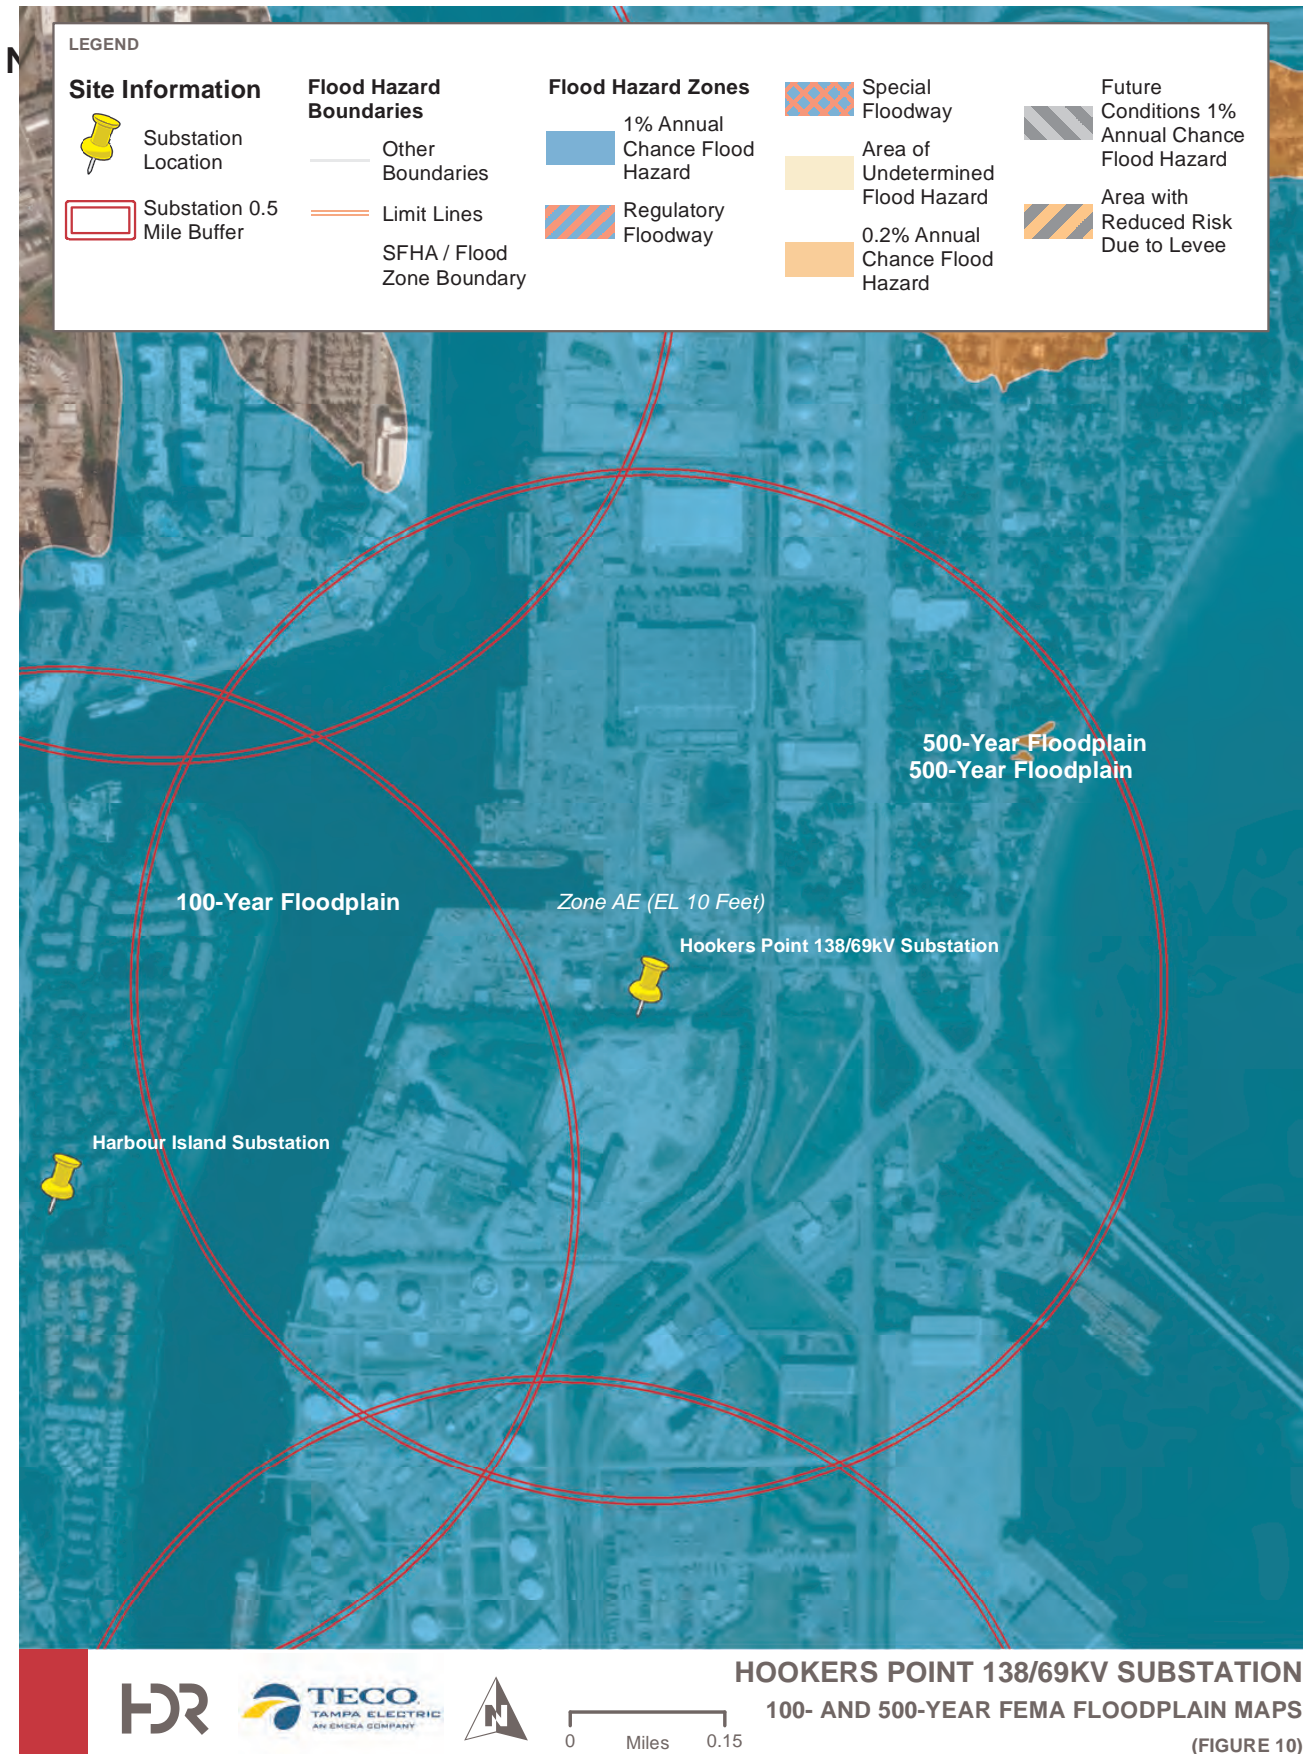 N
LEGEND
Site Information
Substation
Location
Substation 0.5
Mile Buffer
Flood Hazard
Boundaries
Other
Boundaries
Limit Lines
SFHA / Flood
Zone Boundary
Flood Hazard Zones
1% Annual
Chance Flood
Hazard
Regulatory
Floodway
Special
Floodway
Area of
Undetermined
Flood Hazard
0.2% Annual
Chance Flood
Hazard
Future
Conditions 1%
Annual Chance
Flood Hazard
Area with
Reduced Risk
Due to Levee
500-Year Floodplain
500-Year Floodplain
100-Year Floodplain
Zone AE (EL 10 Feet)
Hookers Point 138/69kV Substation
Harbour Island Substation
HDR
TECO
TAMPA ELECTRIC
AN EMERA COMPANY
N
0 Miles 0.15
HOOKERS POINT 138/69KV SUBSTATION
100- AND 500-YEAR FEMA FLOODPLAIN MAPS
(FIGURE 10)